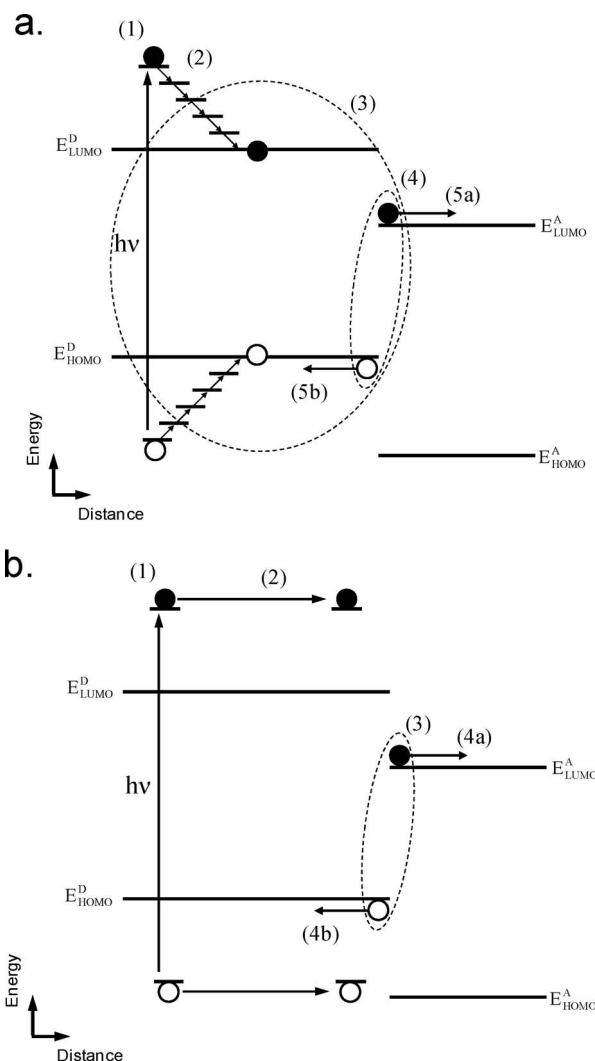 a.
(1)
(2)
(3)
E^D_LUMO
(4)
(5a)
E^A_LUMO
hν
E^D_HOMO
(5b)
E^A_HOMO
Energy
Distance
b.
(1)
(2)
E^D_LUMO
(3)
(4a)
E^A_LUMO
hν
E^D_HOMO
(4b)
E^A_HOMO
Energy
Distance